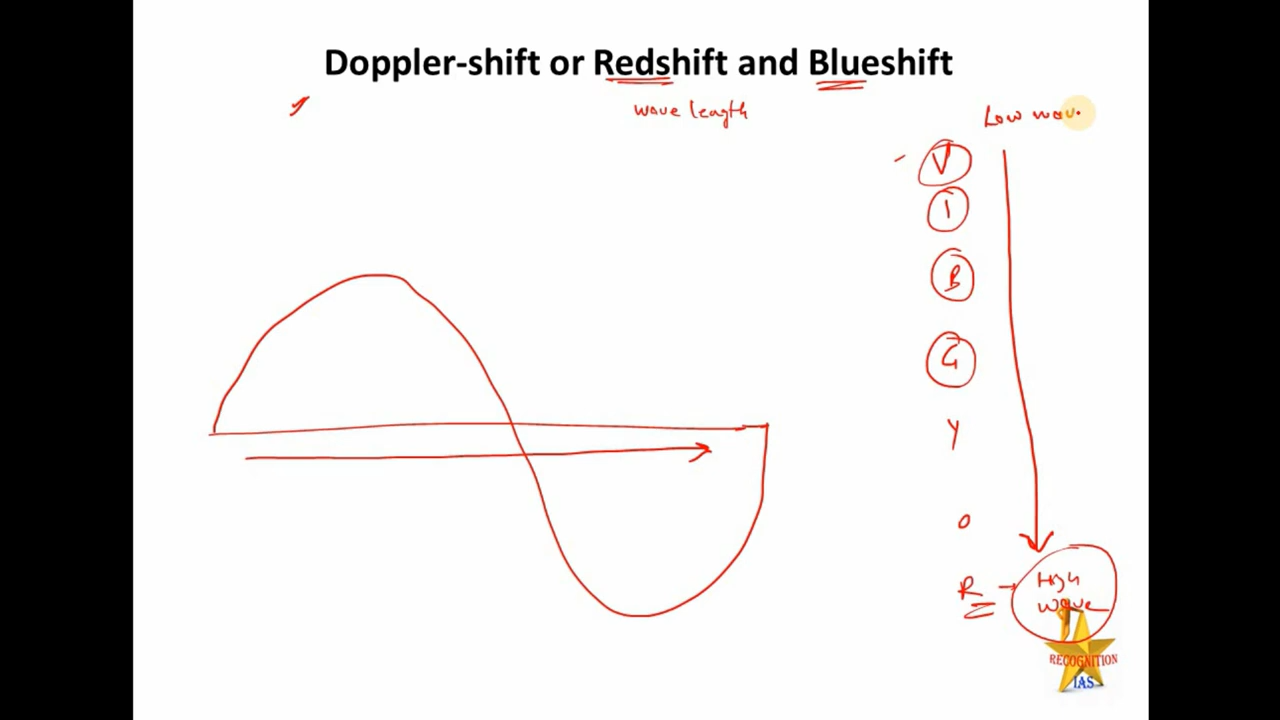 Doppler-shift or Redshift and Blueshift
wave length
Low wav
V
I
B
G
Y
O
R
High
wave
RECOGNITION
IAS